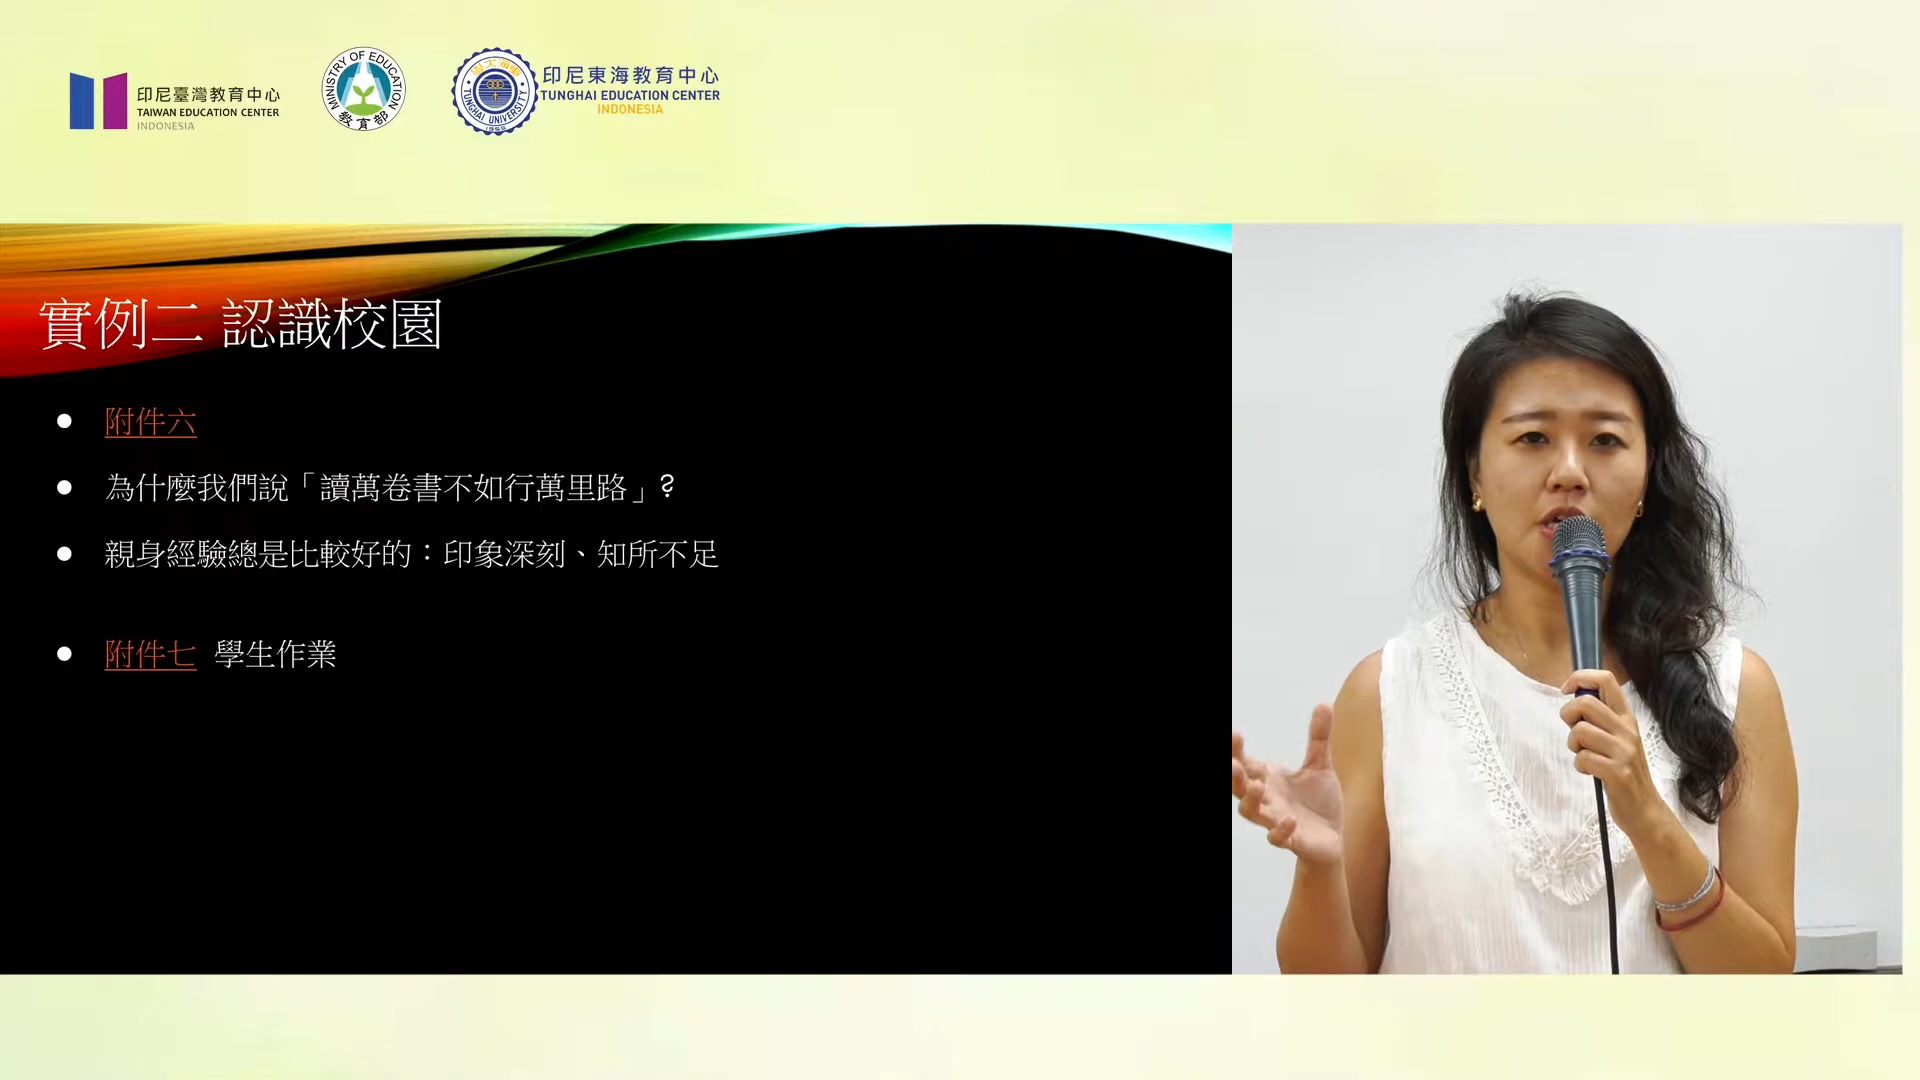 印尼臺灣教育中心
TAIWAN EDUCATION CENTER
INDONESIA
MINISTRY OF EDUCATION
教育部
TUNGHAI UNIVERSITY
1955
印尼東海教育中心
TUNGHAI EDUCATION CENTER
INDONESIA
實例二 認識校園
附件六
為什麼我們說「讀萬卷書不如行萬里路」？
親身經驗總是比較好的：印象深刻、知所不足
附件七 學生作業